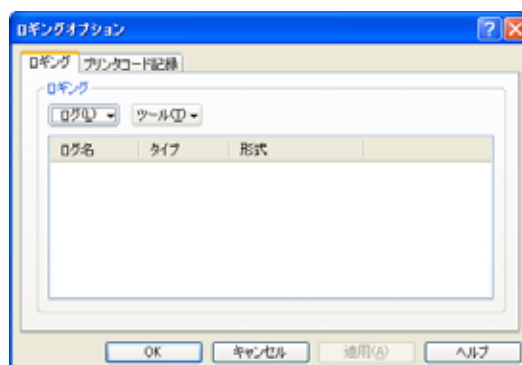 ロギングオプション
ロギング プリンタコード記録
ロギング
ログ(L) ツール(T)
ログ名 タイプ 形式
OK キャンセル 適用(A) ヘルプ